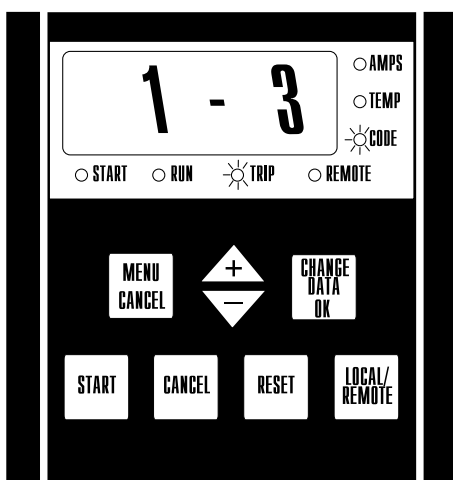 AMPS
1 - 3
TEMP
CODE
START RUN TRIP REMOTE
+
MENU
CANCEL
CHANGE
DATA
OK
−
START CANCEL RESET LOCAL/
REMOTE